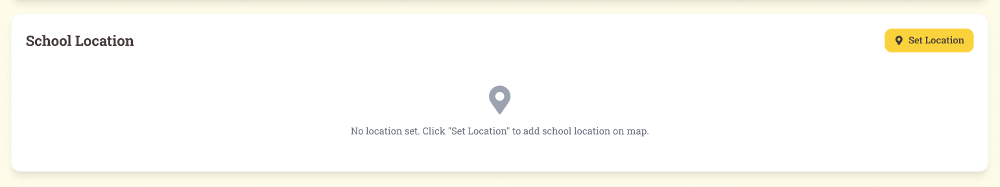 School Location
Set Location
No location set. Click "Set Location" to add school location on map.